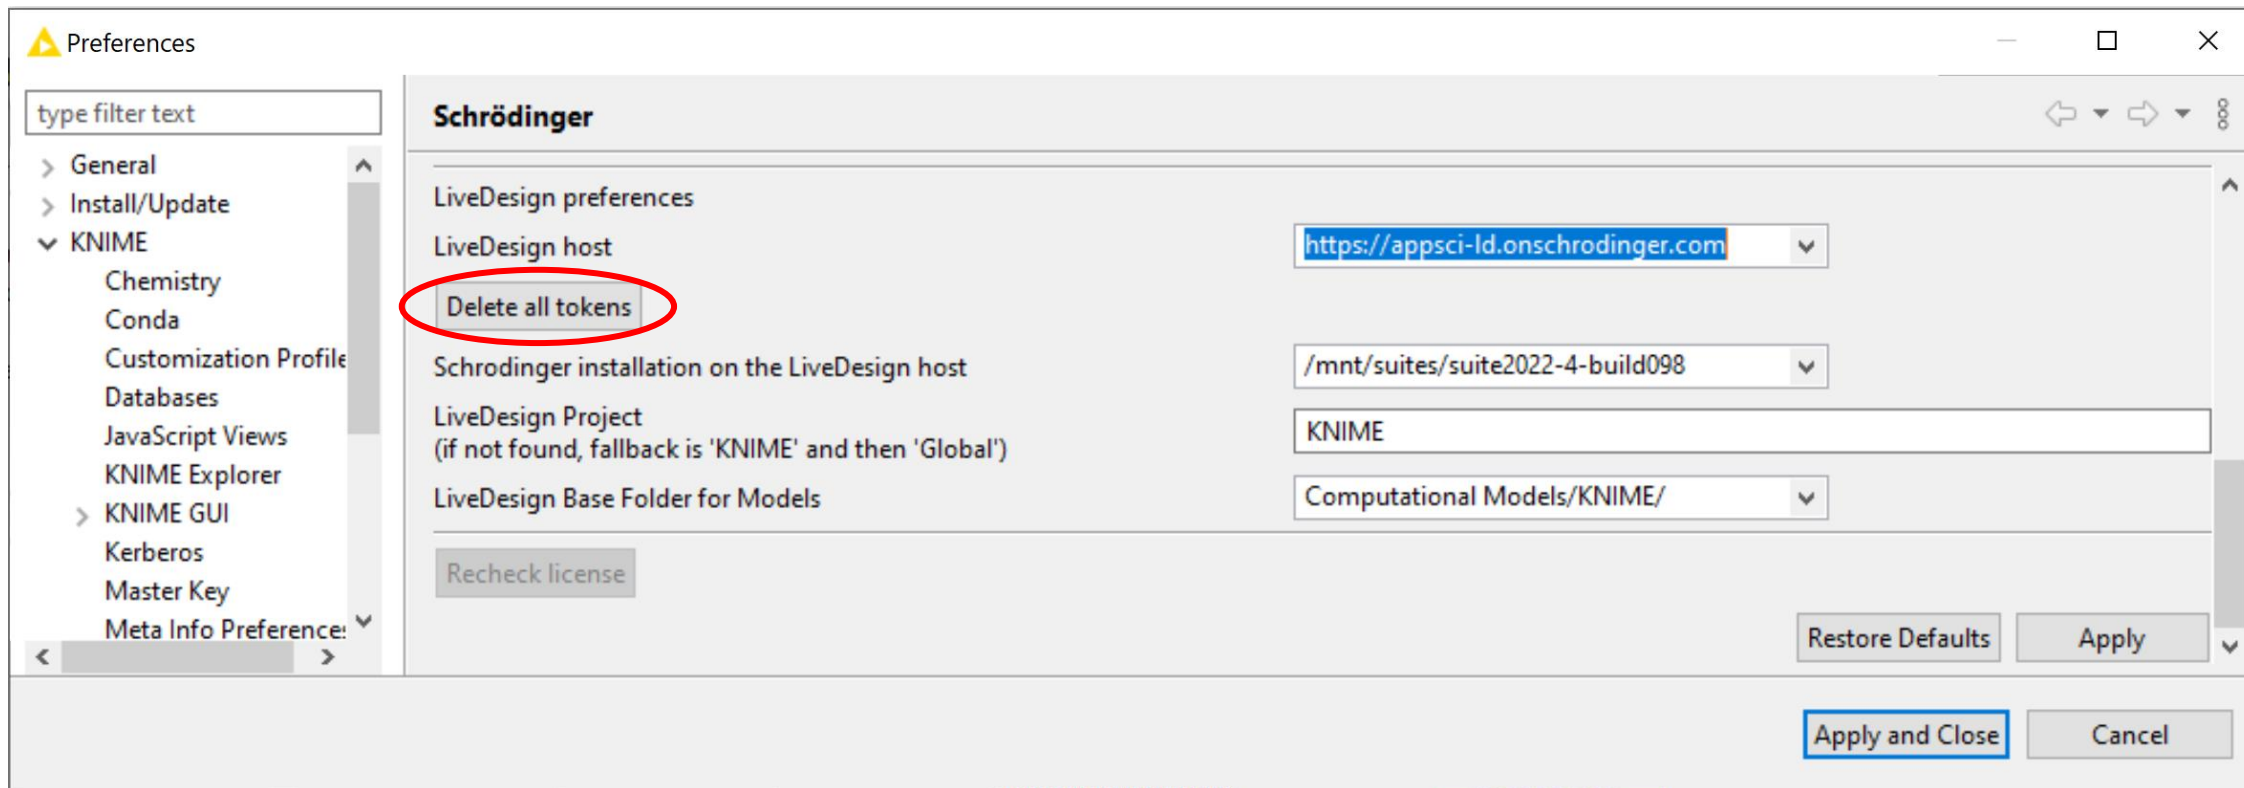 Preferences
type filter text
General
Install/Update
KNIME
Chemistry
Conda
Customization Profile
Databases
JavaScript Views
KNIME Explorer
KNIME GUI
Kerberos
Master Key
Meta Info Preference
Schrödinger
LiveDesign preferences
LiveDesign host
https://appsci-ld.onschrodinger.com
Delete all tokens
Schrodinger installation on the LiveDesign host
/mnt/suites/suite2022-4-build098
LiveDesign Project
(if not found, fallback is 'KNIME' and then 'Global')
KNIME
LiveDesign Base Folder for Models
Computational Models/KNIME/
Recheck license
Restore Defaults
Apply
Apply and Close
Cancel